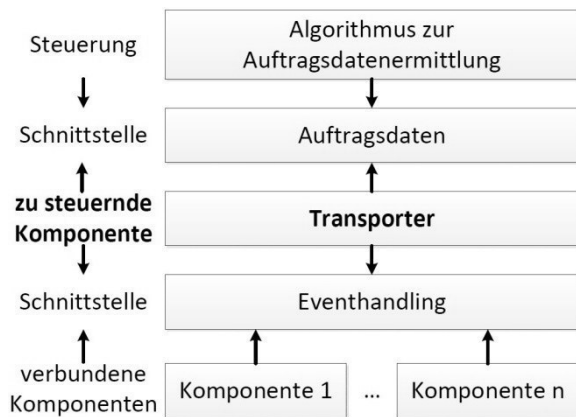 Steuerung
Algorithmus zur
Auftragsdatenermittlung
Schnittstelle
Auftragsdaten
zu steuernde
Komponente
Transporter
Schnittstelle
Eventhandling
verbundene
Komponenten
Komponente 1
...
Komponente n